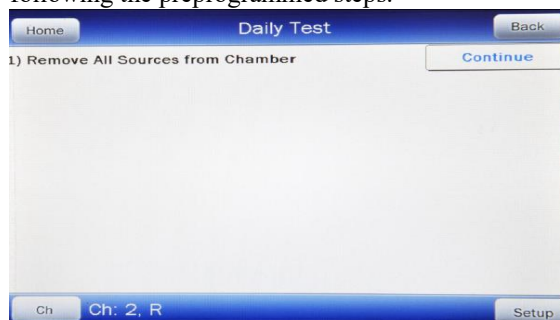 following the preprogrammed steps.
Home Daily Test Back
1) Remove All Sources from Chamber Continue
Ch Ch: 2, R Setup